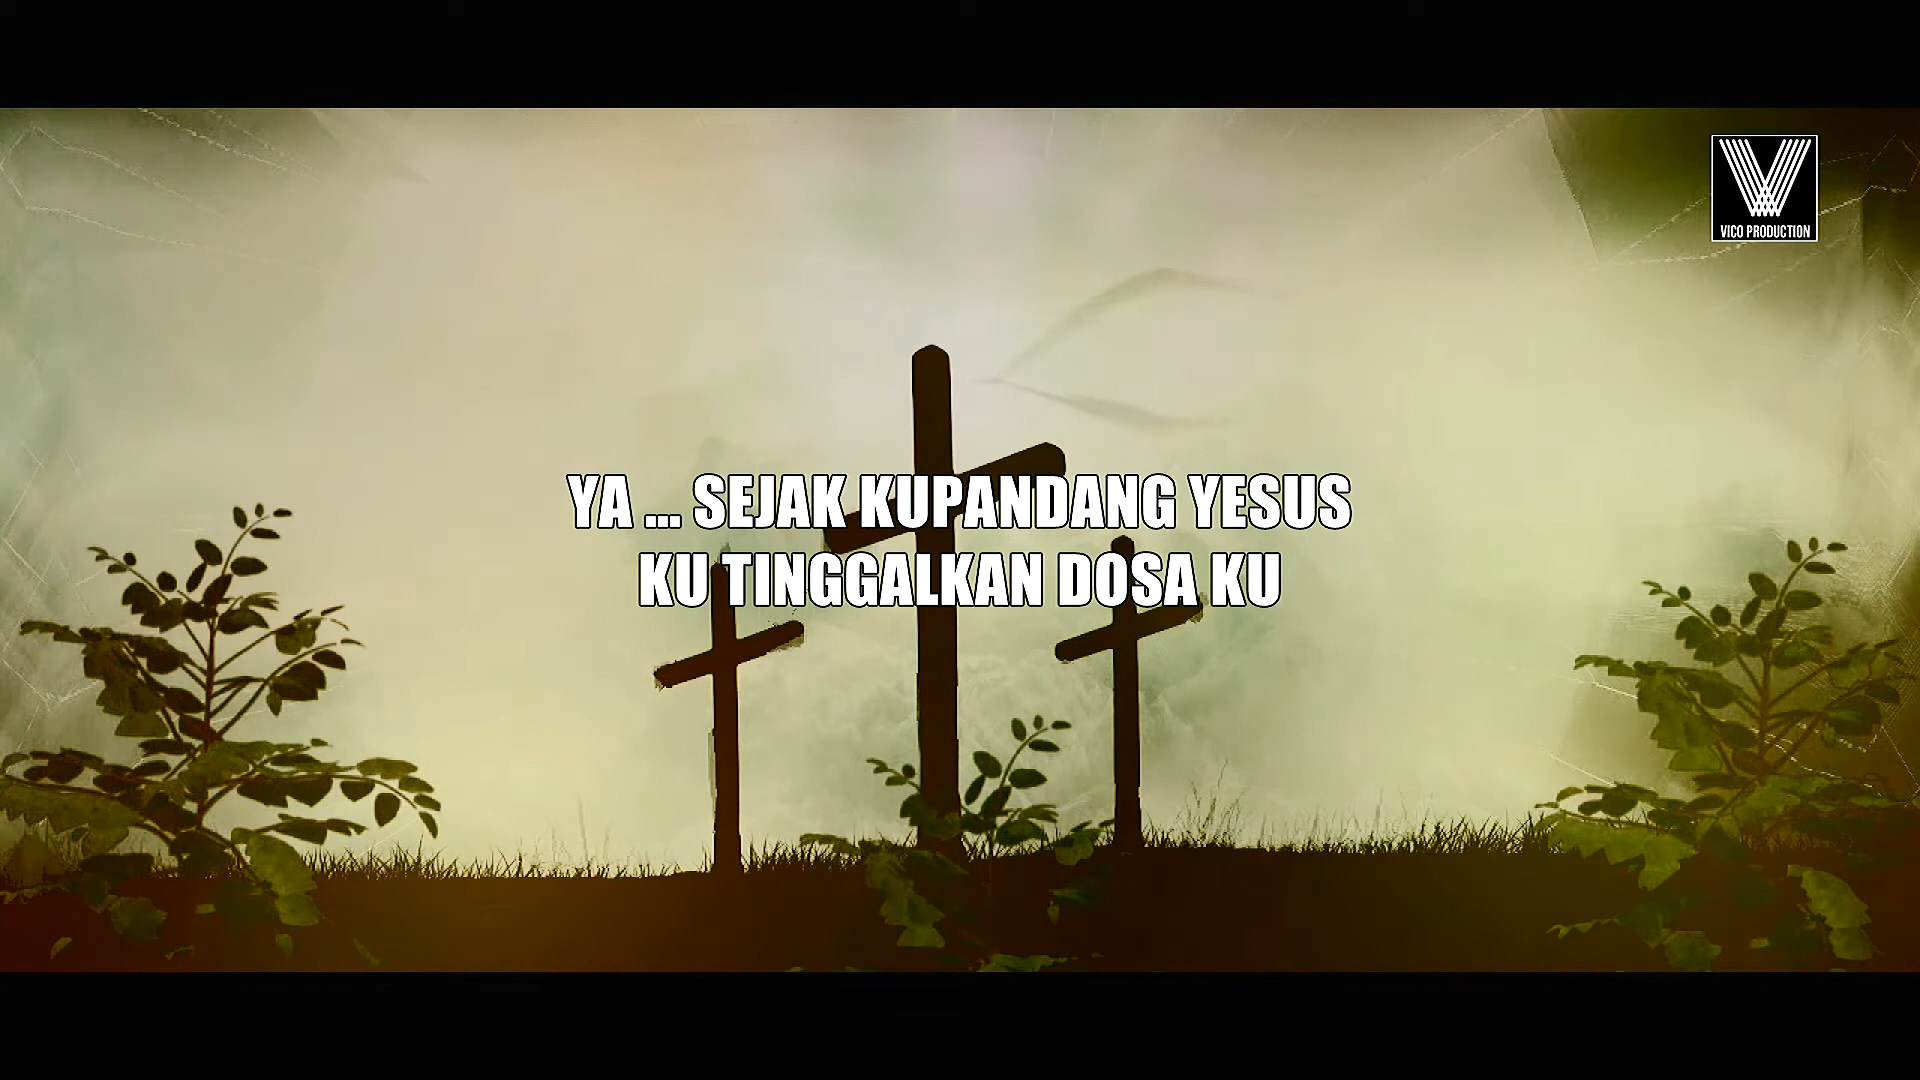 VICO PRODUCTION
YA ... SEJAK KUPANDANG YESUS
KU TINGGALKAN DOSA KU